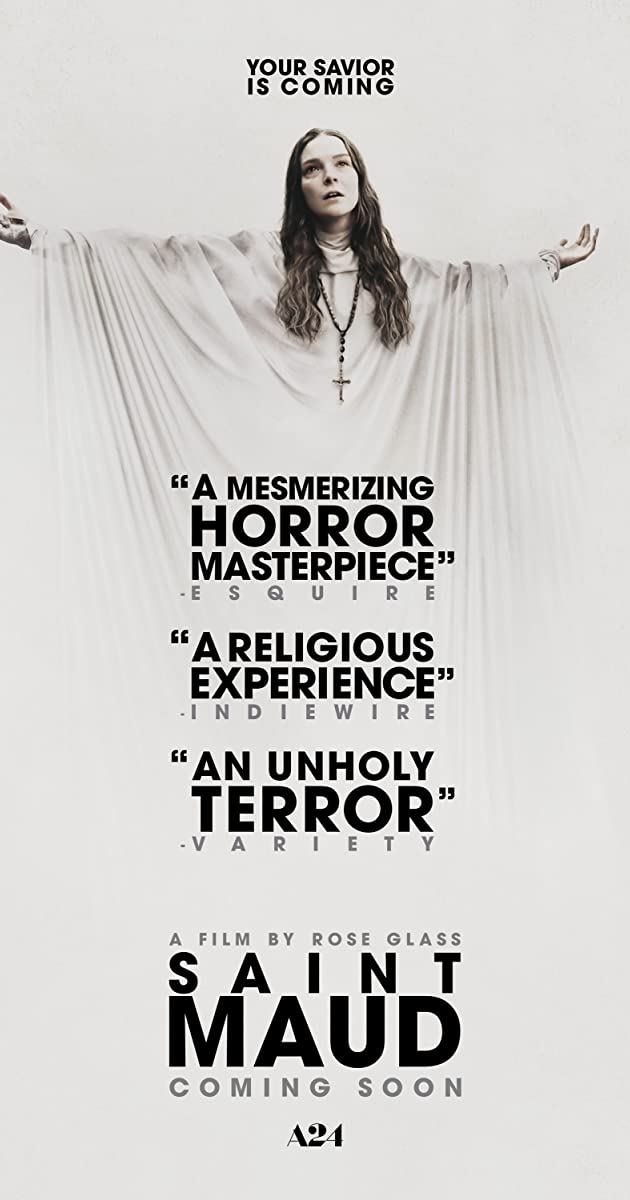 YOUR SAVIOR
IS COMING
“A MESMERIZING
HORROR
MASTERPIECE”
-ESQUIRE
“A RELIGIOUS
EXPERIENCE”
-INDIEWIRE
“AN UNHOLY
TERROR”
-VARIETY
A FILM BY ROSE GLASS
SAINT
MAUD
COMING SOON
A24